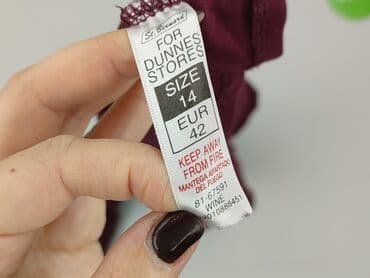 St. Bernard
FOR
DUNNES
STORES
SIZE
14
EUR
42
KEEP AWAY
FROM FIRE
MANTEGA APARTADO
DEL FUEGO
81-67591
WINE